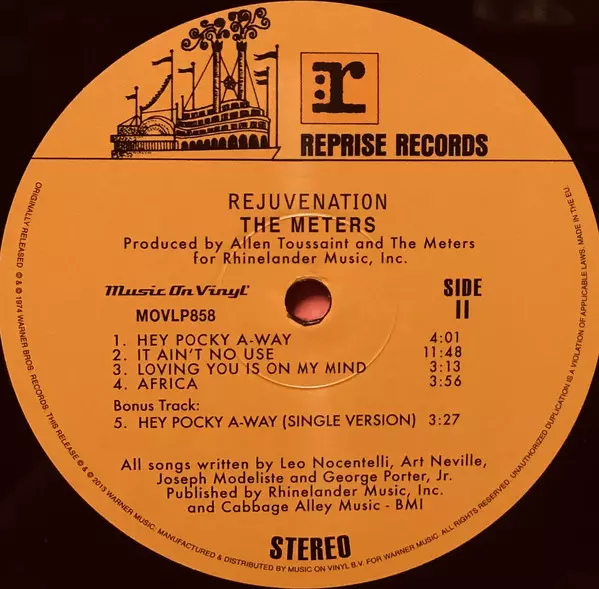 r
REPRISE RECORDS
REJUVENATION
THE METERS
Produced by Allen Toussaint and The Meters
for Rhinelander Music, Inc.
Music On Vinyl
SIDE
MOVLP858
II
1. HEY POCKY A-WAY 4:01
2. IT AIN'T NO USE 11:48
3. LOVING YOU IS ON MY MIND 3:13
4. AFRICA 3:56
Bonus Track:
5. HEY POCKY A-WAY (SINGLE VERSION) 3:27
All songs written by Leo Nocentelli, Art Neville,
Joseph Modeliste and George Porter, Jr.
Published by Rhinelander Music, Inc.
and Cabbage Alley Music - BMI
STEREO
ORIGINALLY RELEASED ℗ & © 1974 WARNER BROS. RECORDS. THIS RELEASE ℗ & © 2013 WARNER MUSIC. MANUFACTURED & DISTRIBUTED BY MUSIC ON VINYL B.V. FOR WARNER MUSIC. ALL RIGHTS RESERVED. UNAUTHORIZED DUPLICATION IS A VIOLATION OF APPLICABLE LAWS. MADE IN THE EU.